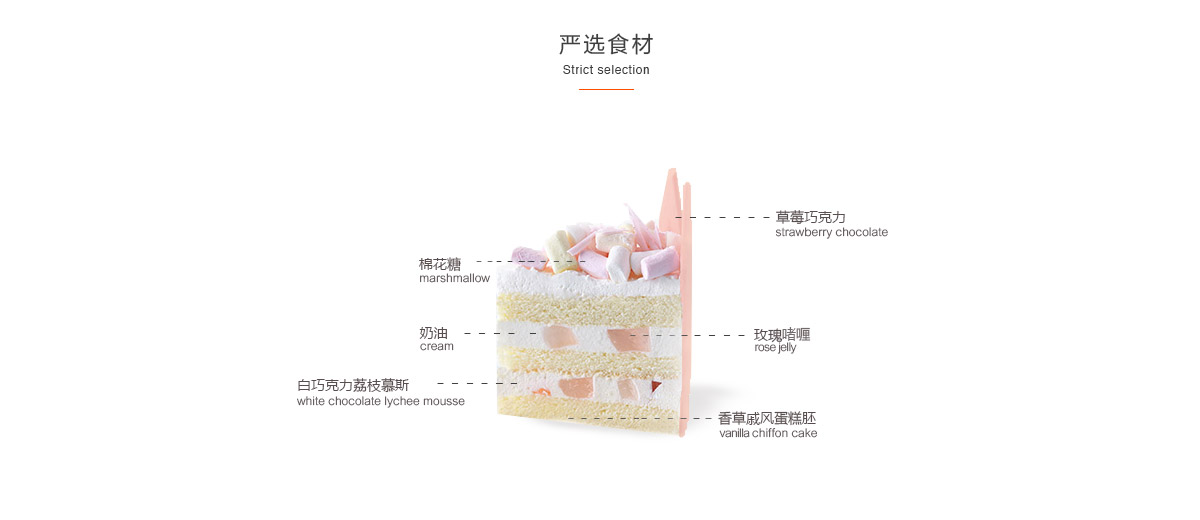 严选食材
Strict selection
草莓巧克力
strawberry chocolate
棉花糖
marshmallow
奶油
cream
玫瑰啫喱
rose jelly
白巧克力荔枝慕斯
white chocolate lychee mousse
香草戚风蛋糕胚
vanilla chiffon cake